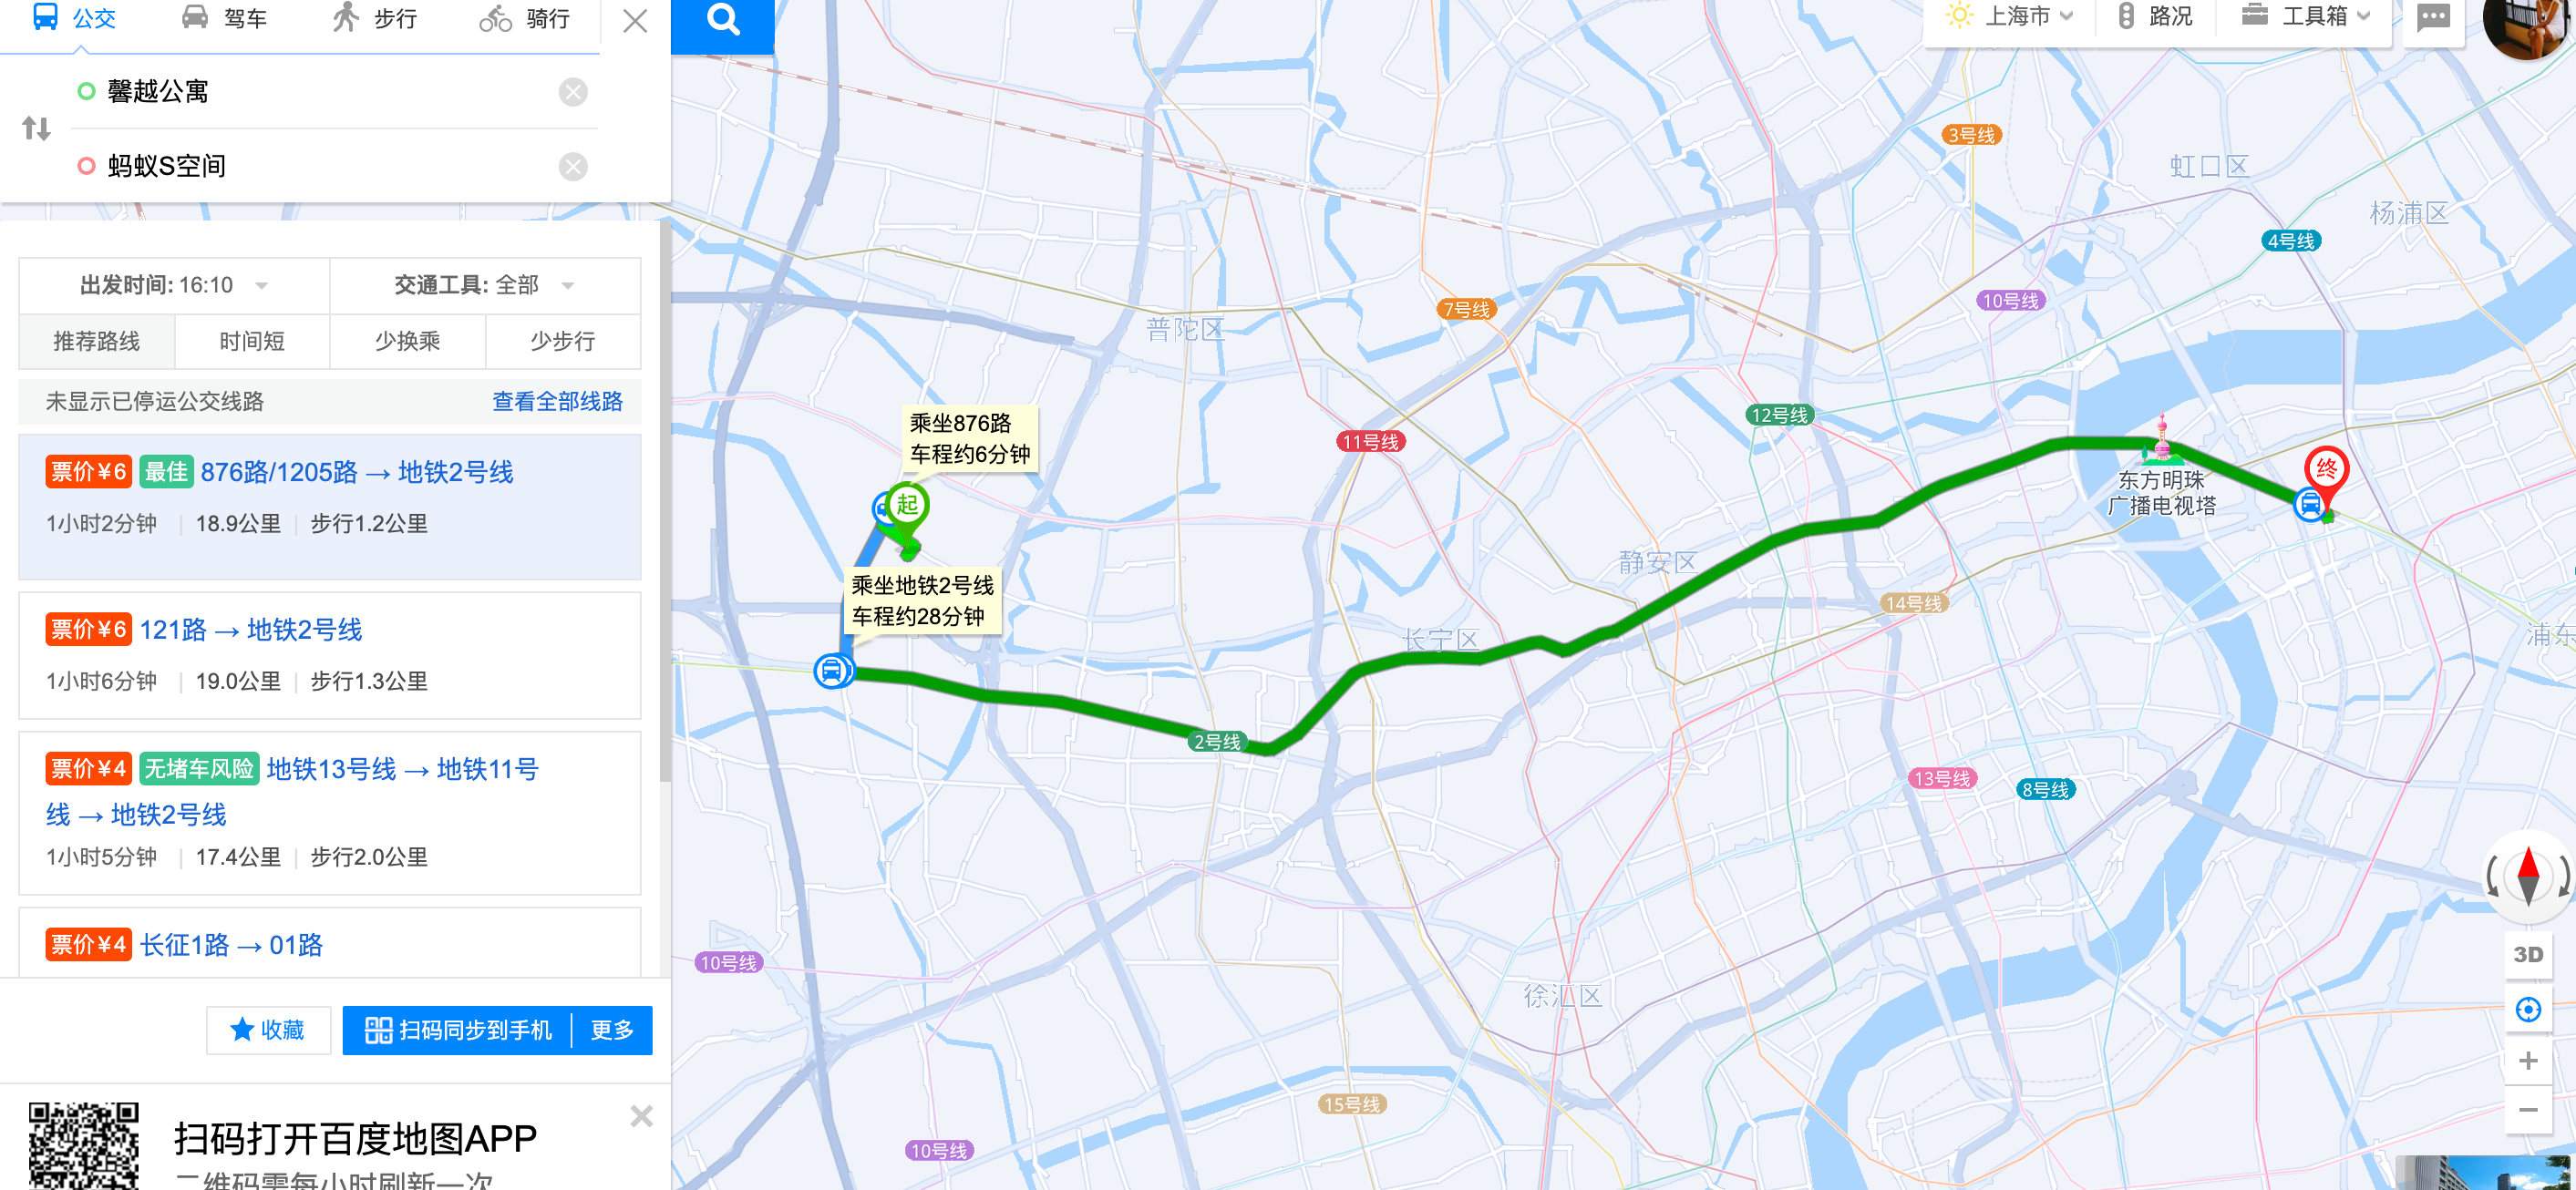 公交
驾车
步行
骑行
馨越公寓
蚂蚁S空间
出发时间: 16:10
交通工具: 全部
推荐路线
时间短
少换乘
少步行
未显示已停运公交线路
查看全部线路
票价¥6 最佳 876路/1205路 → 地铁2号线
1小时2分钟 | 18.9公里 | 步行1.2公里
票价¥6 121路 → 地铁2号线
1小时6分钟 | 19.0公里 | 步行1.3公里
票价¥4 无堵车风险 地铁13号线 → 地铁11号
线 → 地铁2号线
1小时5分钟 | 17.4公里 | 步行2.0公里
票价¥4 长征1路 → 01路
收藏
扫码同步到手机
更多
扫码打开百度地图APP
二维码需每小时刷新一次
上海市
路况
工具箱
3号线
虹口区
杨浦区
4号线
10号线
7号线
普陀区
12号线
11号线
乘坐876路
车程约6分钟
起
终
东方明珠
广播电视塔
静安区
乘坐地铁2号线
车程约28分钟
14号线
长宁区
浦东
2号线
13号线
8号线
10号线
徐汇区
15号线
10号线
3D